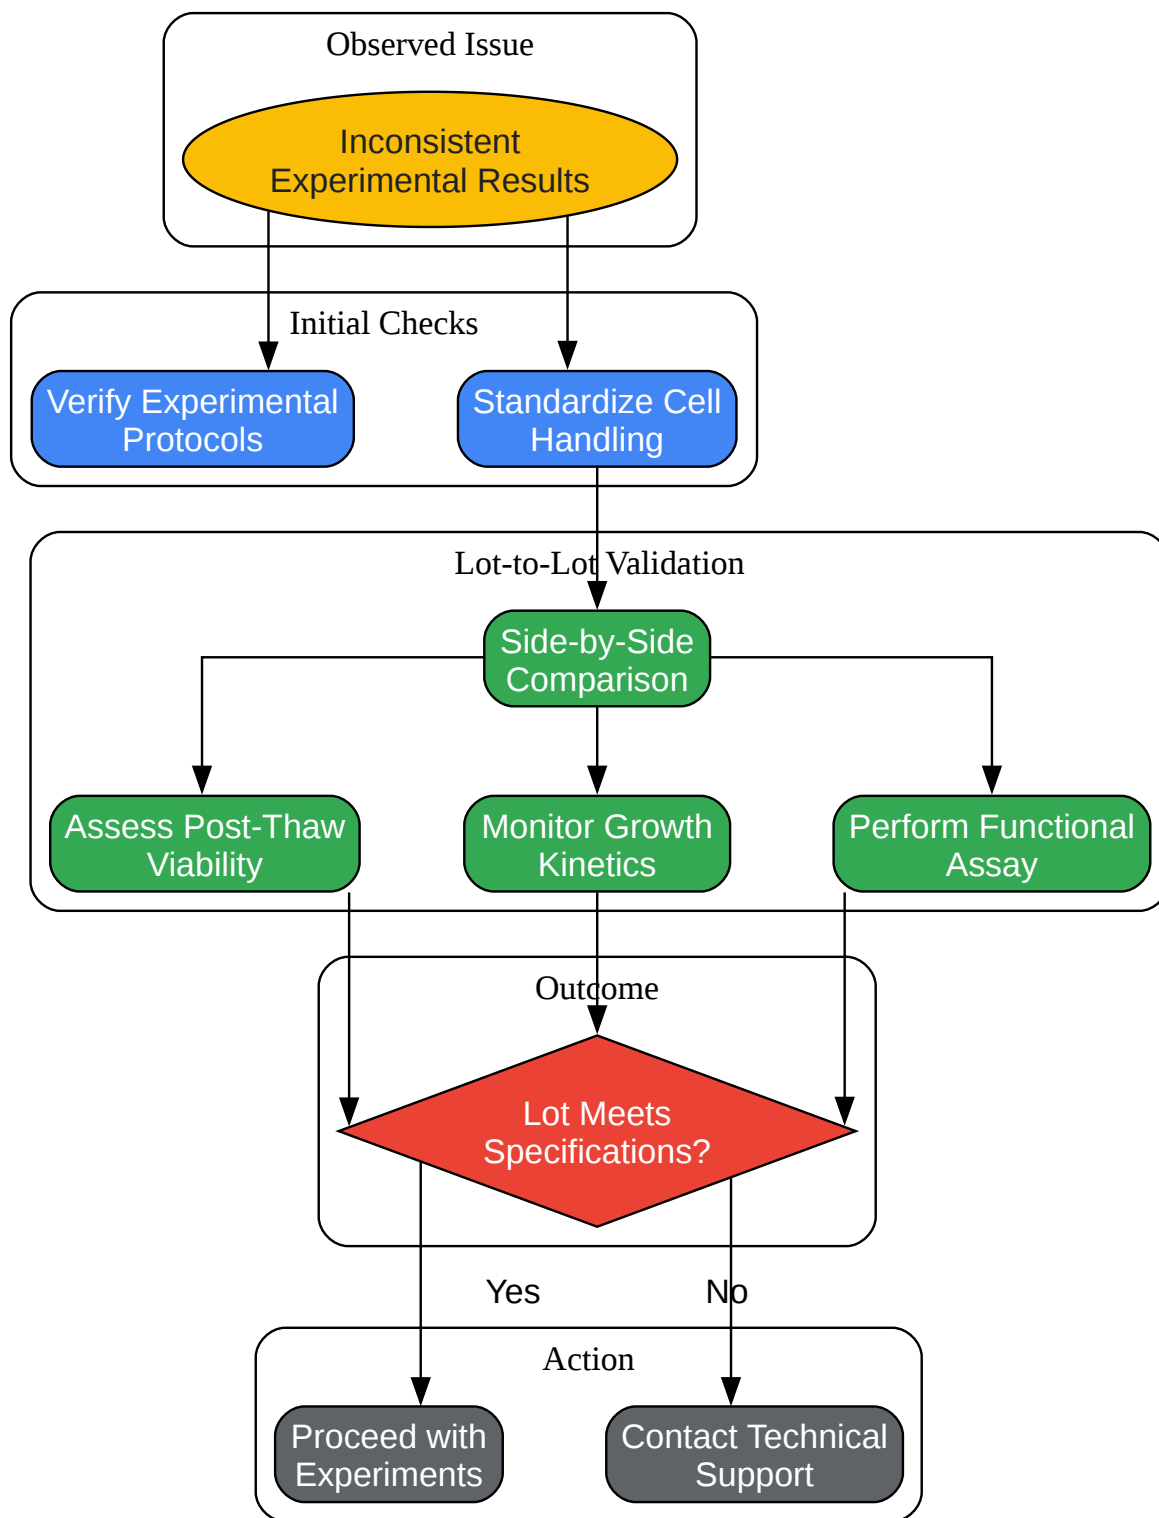 Observed Issue
Inconsistent
Experimental Results
Initial Checks
Verify Experimental
Protocols
Standardize Cell
Handling
Lot-to-Lot Validation
Side-by-Side
Comparison
Assess Post-Thaw
Viability
Monitor Growth
Kinetics
Perform Functional
Assay
Outcome
Lot Meets
Specifications?
Yes
No
Action
Proceed with
Experiments
Contact Technical
Support